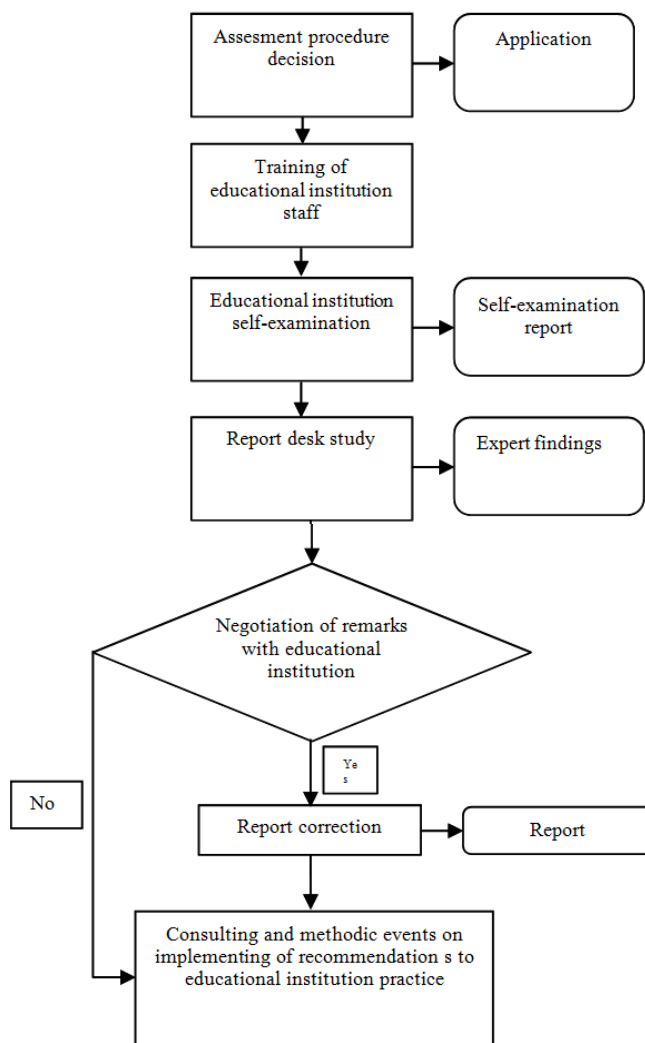 Assesment procedure
decision
Application
Training of
educational institution
staff
Educational institution
self-examination
Self-examination
report
Report desk study
Expert findings
Negotiation of remarks
with educational
institution
Ye
s
No
Report correction
Report
Consulting and methodic events on
implementing of recommendation s to
educational institution practice